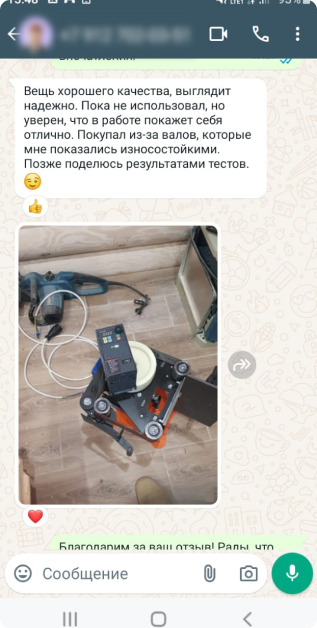 Вещь хорошего качества, выглядит
надежно. Пока не использовал, но
уверен, что в работе покажет себя
отлично. Покупал из-за валов, которые
мне показались износостойкими.
Позже поделюсь результатами тестов.
Благодарим за ваш отзыв! Рады, что
Сообщение